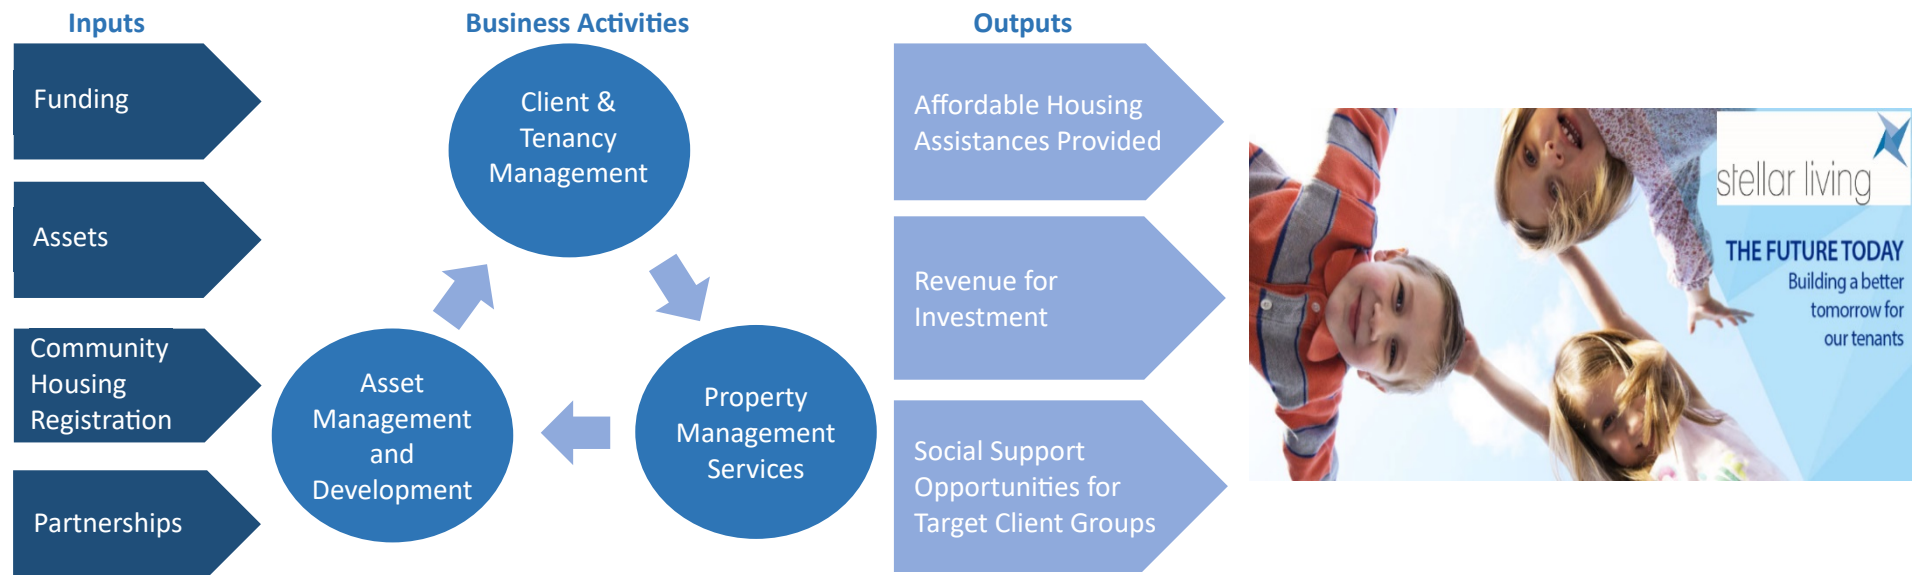 Inputs
Funding
Assets
Community
Housing
Registration
Partnerships
Business Activities
Client &
Tenancy
Management
Property
Management
Services
Asset
Management
and
Development
Outputs
Affordable Housing
Assistances Provided
Revenue for
Investment
Social Support
Opportunities for
Target Client Groups
stellar living
THE FUTURE TODAY
Building a better
tomorrow for
our tenants